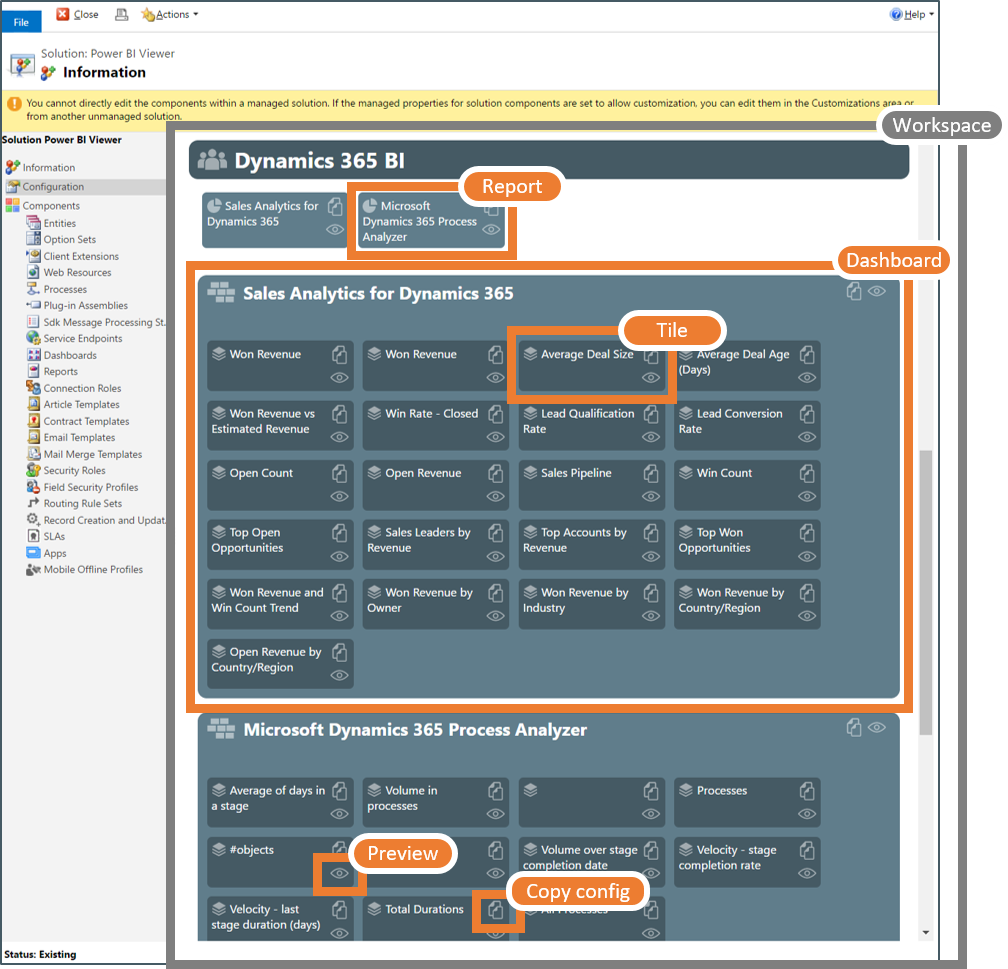 File
Close
Actions
Help
Solution: Power BI Viewer
Information
You cannot directly edit the components within a managed solution. If the managed properties for solution components are set to allow customization, you can edit them in the Customizations area or
from another unmanaged solution.
Workspace
Solution Power BI Viewer
Information
Configuration
Components
Entities
Option Sets
Client Extensions
Web Resources
Processes
Plug-in Assemblies
Sdk Message Processing St.
Service Endpoints
Dashboards
Reports
Connection Roles
Article Templates
Contract Templates
Email Templates
Mail Merge Templates
Security Roles
Field Security Profiles
Routing Rule Sets
Record Creation and Updat.
SLAs
Apps
Mobile Offline Profiles
Dynamics 365 BI
Report
Sales Analytics for
Dynamics 365
Microsoft
Dynamics 365 Process
Analyzer
Dashboard
Sales Analytics for Dynamics 365
Tile
Won Revenue
Won Revenue
Average Deal Size
Average Deal Age
(Days)
Won Revenue vs
Estimated Revenue
Win Rate - Closed
Lead Qualification
Rate
Lead Conversion
Rate
Open Count
Open Revenue
Sales Pipeline
Win Count
Top Open
Opportunities
Sales Leaders by
Revenue
Top Accounts by
Revenue
Top Won
Opportunities
Won Revenue and
Win Count Trend
Won Revenue by
Owner
Won Revenue by
Industry
Won Revenue by
Country/Region
Open Revenue by
Country/Region
Microsoft Dynamics 365 Process Analyzer
Average of days in
a stage
Volume in
processes
Processes
#objects
Preview
Volume over stage
completion date
Velocity - stage
completion rate
Copy config
Velocity - last
stage duration (days)
Total Durations
All Processes
Status: Existing